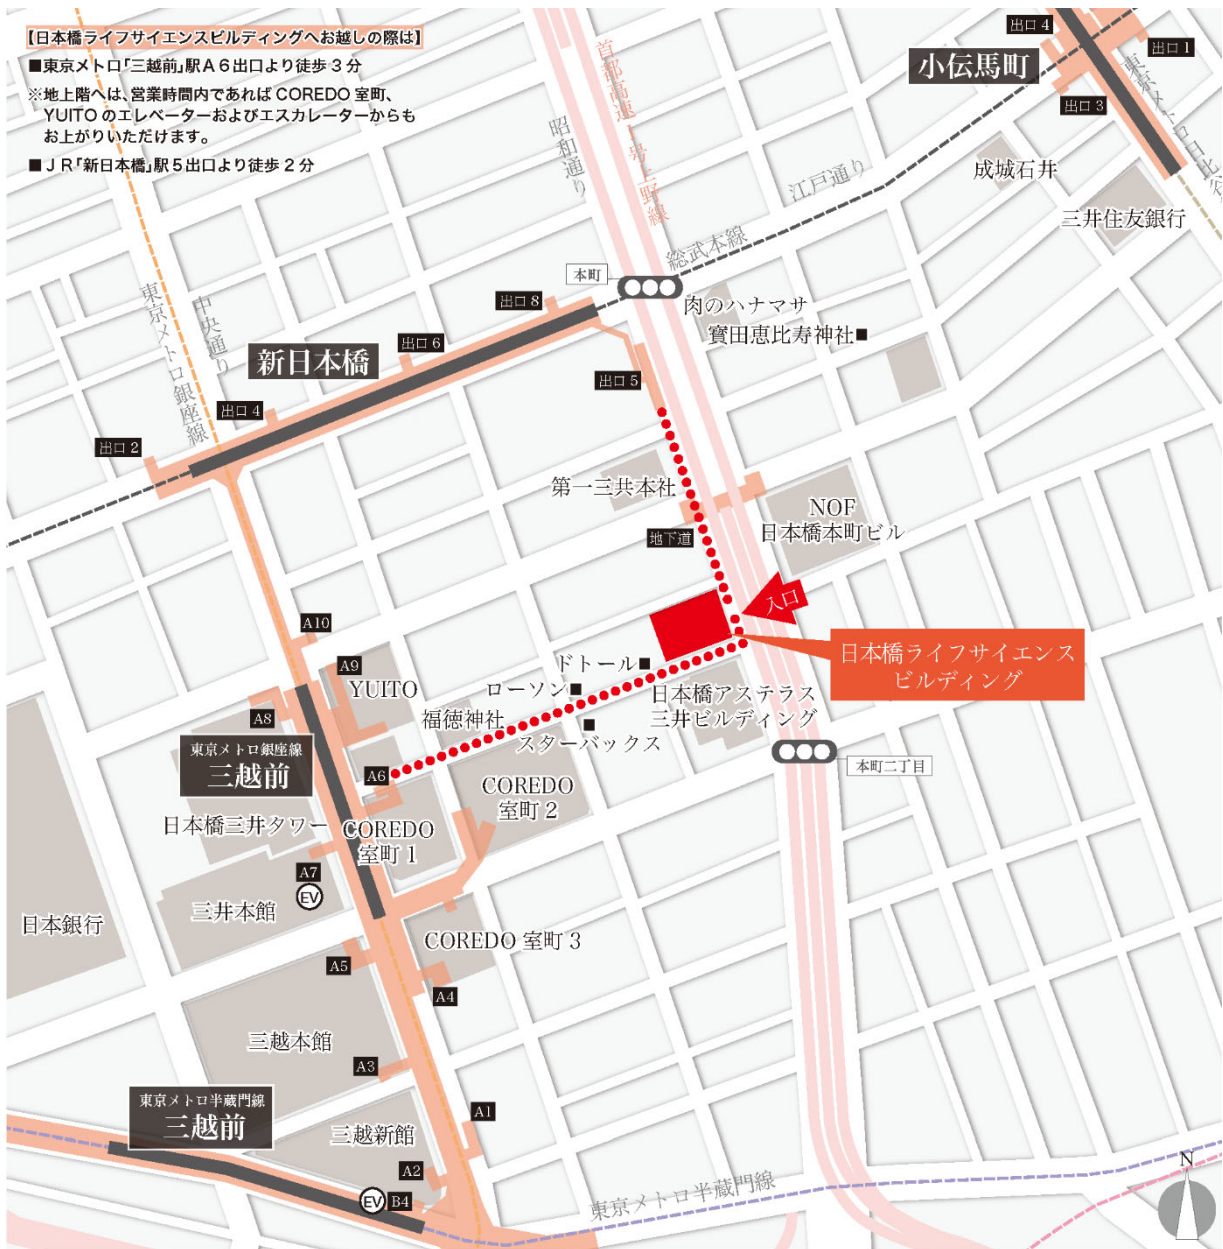 【日本橋ライフサイエンスビルディングへお越しの際は】
■東京メトロ「三越前」駅A6出口より徒歩3分
※地上階へは、営業時間内であればCOREDO室町、
YUITOのエレベーターおよびエスカレーターからも
お上がりいただけます。
■JR「新日本橋」駅5出口より徒歩2分
出口4
出口1
小伝馬町
出口3
成城石井
三井住友銀行
首都高速1号上野線
昭和通り
江戸通り
総武本線
本町
肉のハナマサ
寶田恵比寿神社■
出口8
出口6
新日本橋
出口5
出口4
出口2
東京メトロ銀座線
中央通り
第一三共本社
地下道
NOF
日本橋本町ビル
入口
日本橋ライフサイエンス
ビルディング
A10
A9
YUITO
A8
ドトール■
ローソン■
福徳神社
■
スターバックス
日本橋アステラス
三井ビルディング
本町二丁目
東京メトロ銀座線
三越前
A6
COREDO
室町2
COREDO
室町1
日本橋三井タワー
A7
EV
三井本館
日本銀行
COREDO室町3
A5
A4
三越本館
A3
東京メトロ半蔵門線
三越前
A1
三越新館
A2
EV
B4
東京メトロ半蔵門線
N